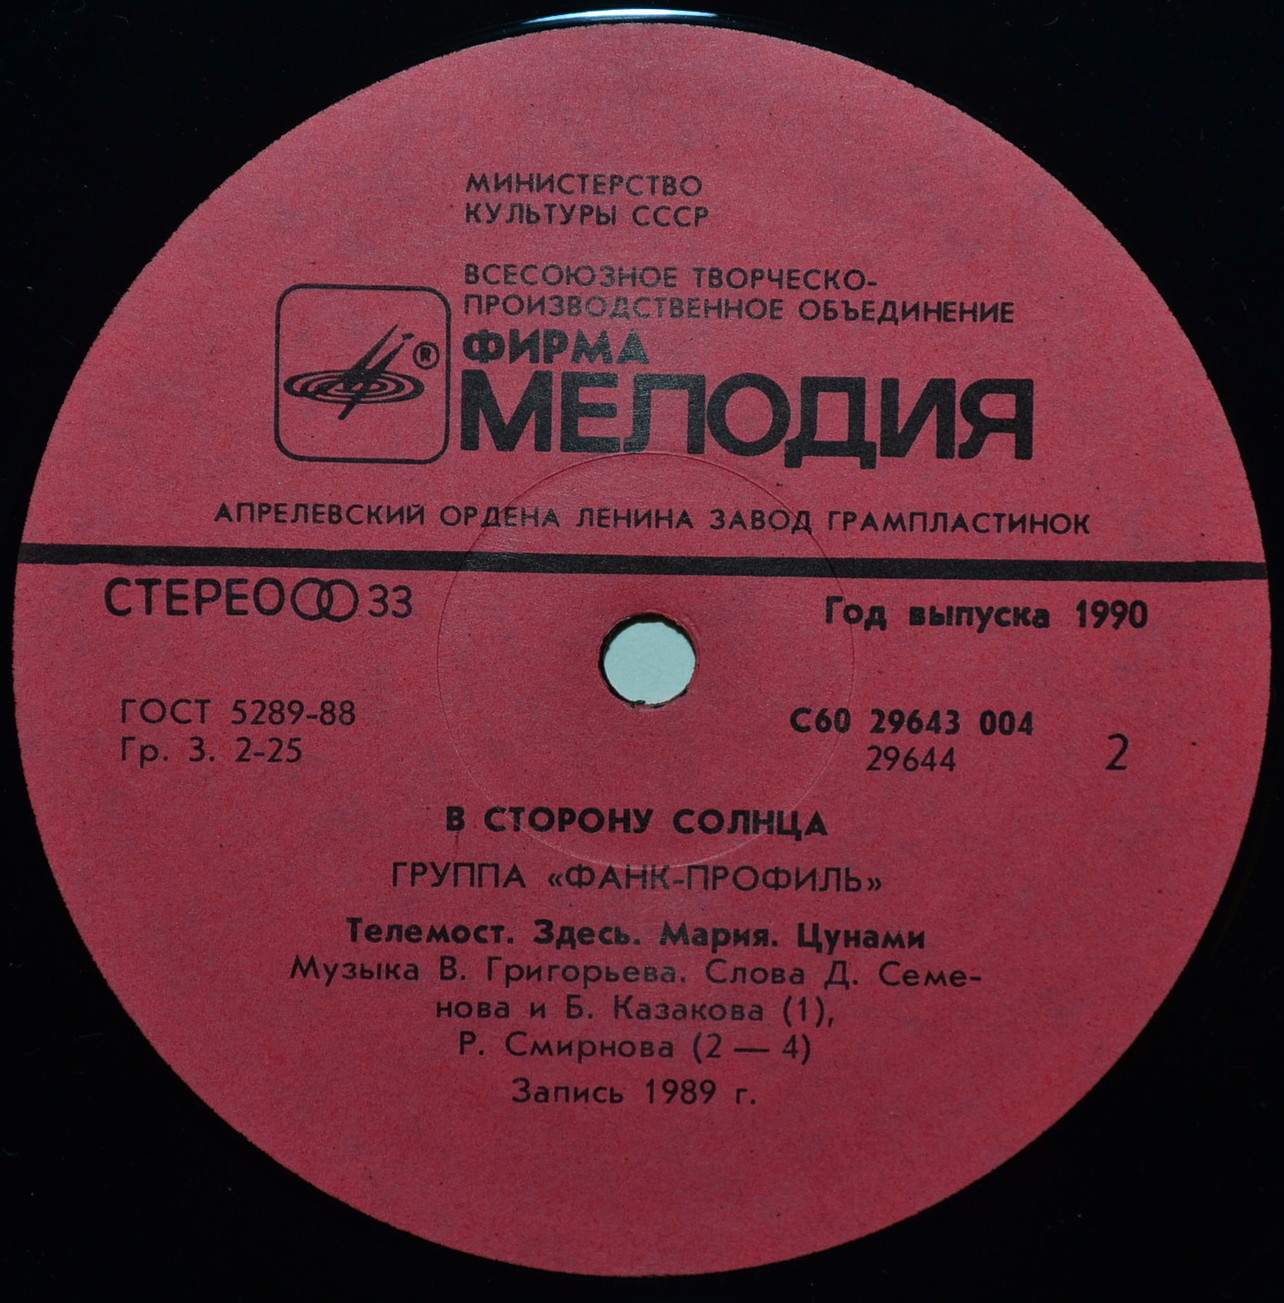 МИНИСТЕРСТВО
КУЛЬТУРЫ СССР
ВСЕСОЮЗНОЕ ТВОРЧЕСКО-
ПРОИЗВОДСТВЕННОЕ ОБЪЕДИНЕНИЕ
ФИРМА
®
МЕЛОДИЯ
АПРЕЛЕВСКИЙ ОРДЕНА ЛЕНИНА ЗАВОД ГРАМПЛАСТИНОК
СТЕРЕО 33
Год выпуска 1990
ГОСТ 5289-88
Гр. 3. 2-25
С60 29643 004
29644
2
В СТОРОНУ СОЛНЦА
ГРУППА «ФАНК-ПРОФИЛЬ»
Телемост. Здесь. Мария. Цунами
Музыка В. Григорьева. Слова Д. Семе-
нова и Б. Казакова (1),
Р. Смирнова (2 — 4)
Запись 1989 г.